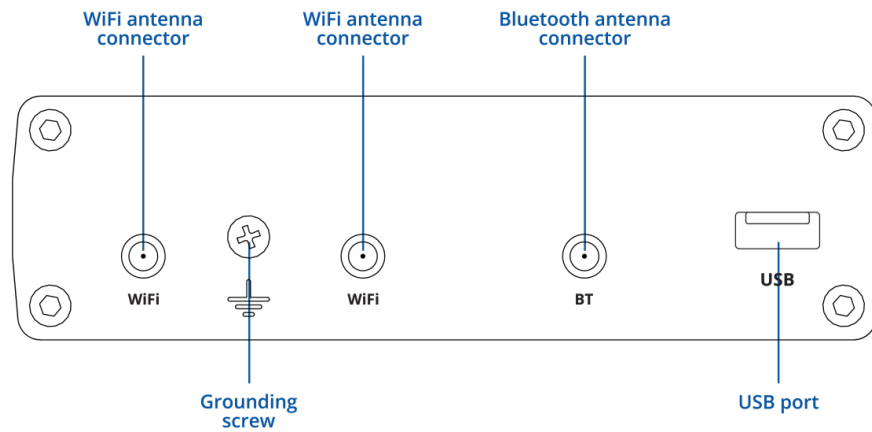 WiFi antenna
connector
WiFi antenna
connector
Bluetooth antenna
connector
WiFi
WiFi
BT
USB
Grounding
screw
USB port